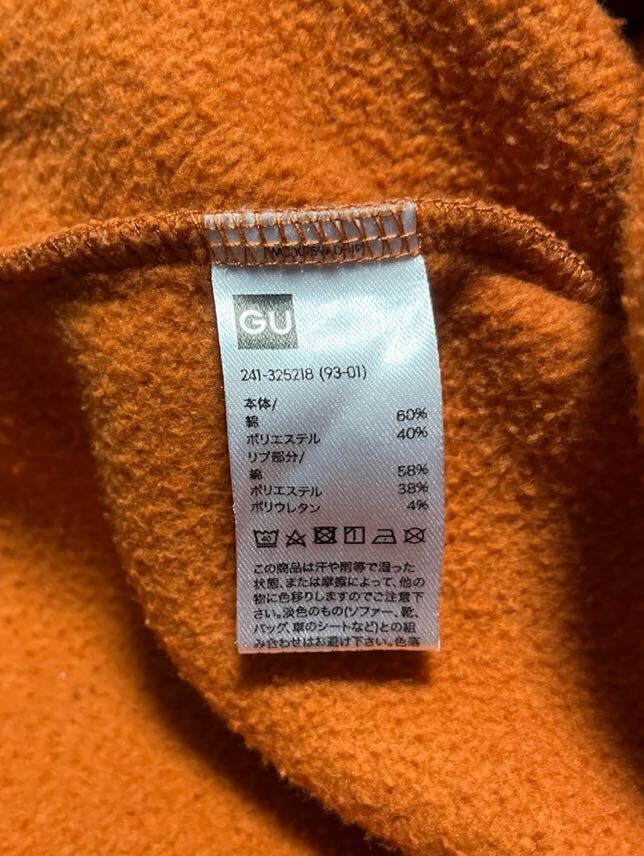 GU
241-325218 (93-01)
本体/
綿 60%
ポリエステル 40%
リブ部分/
綿 58%
ポリエステル 38%
ポリウレタン 4%
40
この商品は汗や雨等で湿った
状態、または摩擦によって、他の
物に色移りしますのでご注意下
さい。淡色のもの(ソファー、靴、
バッグ、車のシートなど)との組
み合わせはお避け下さい。色落